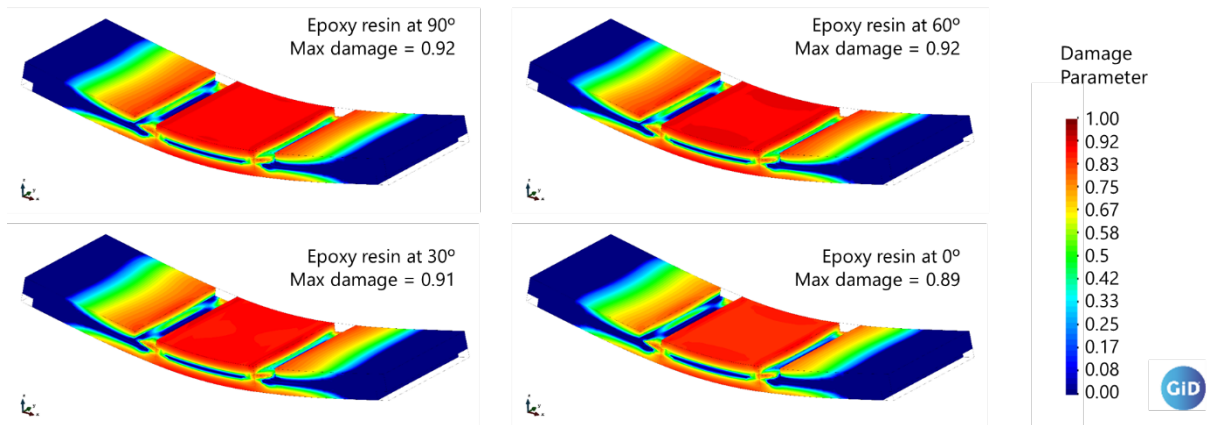 Epoxy resin at 90º
Max damage = 0.92
Epoxy resin at 60º
Max damage = 0.92
Epoxy resin at 30º
Max damage = 0.91
Epoxy resin at 0º
Max damage = 0.89
Damage
Parameter
1.00
0.92
0.83
0.75
0.67
0.58
0.5
0.42
0.33
0.25
0.17
0.08
0.00
GiD